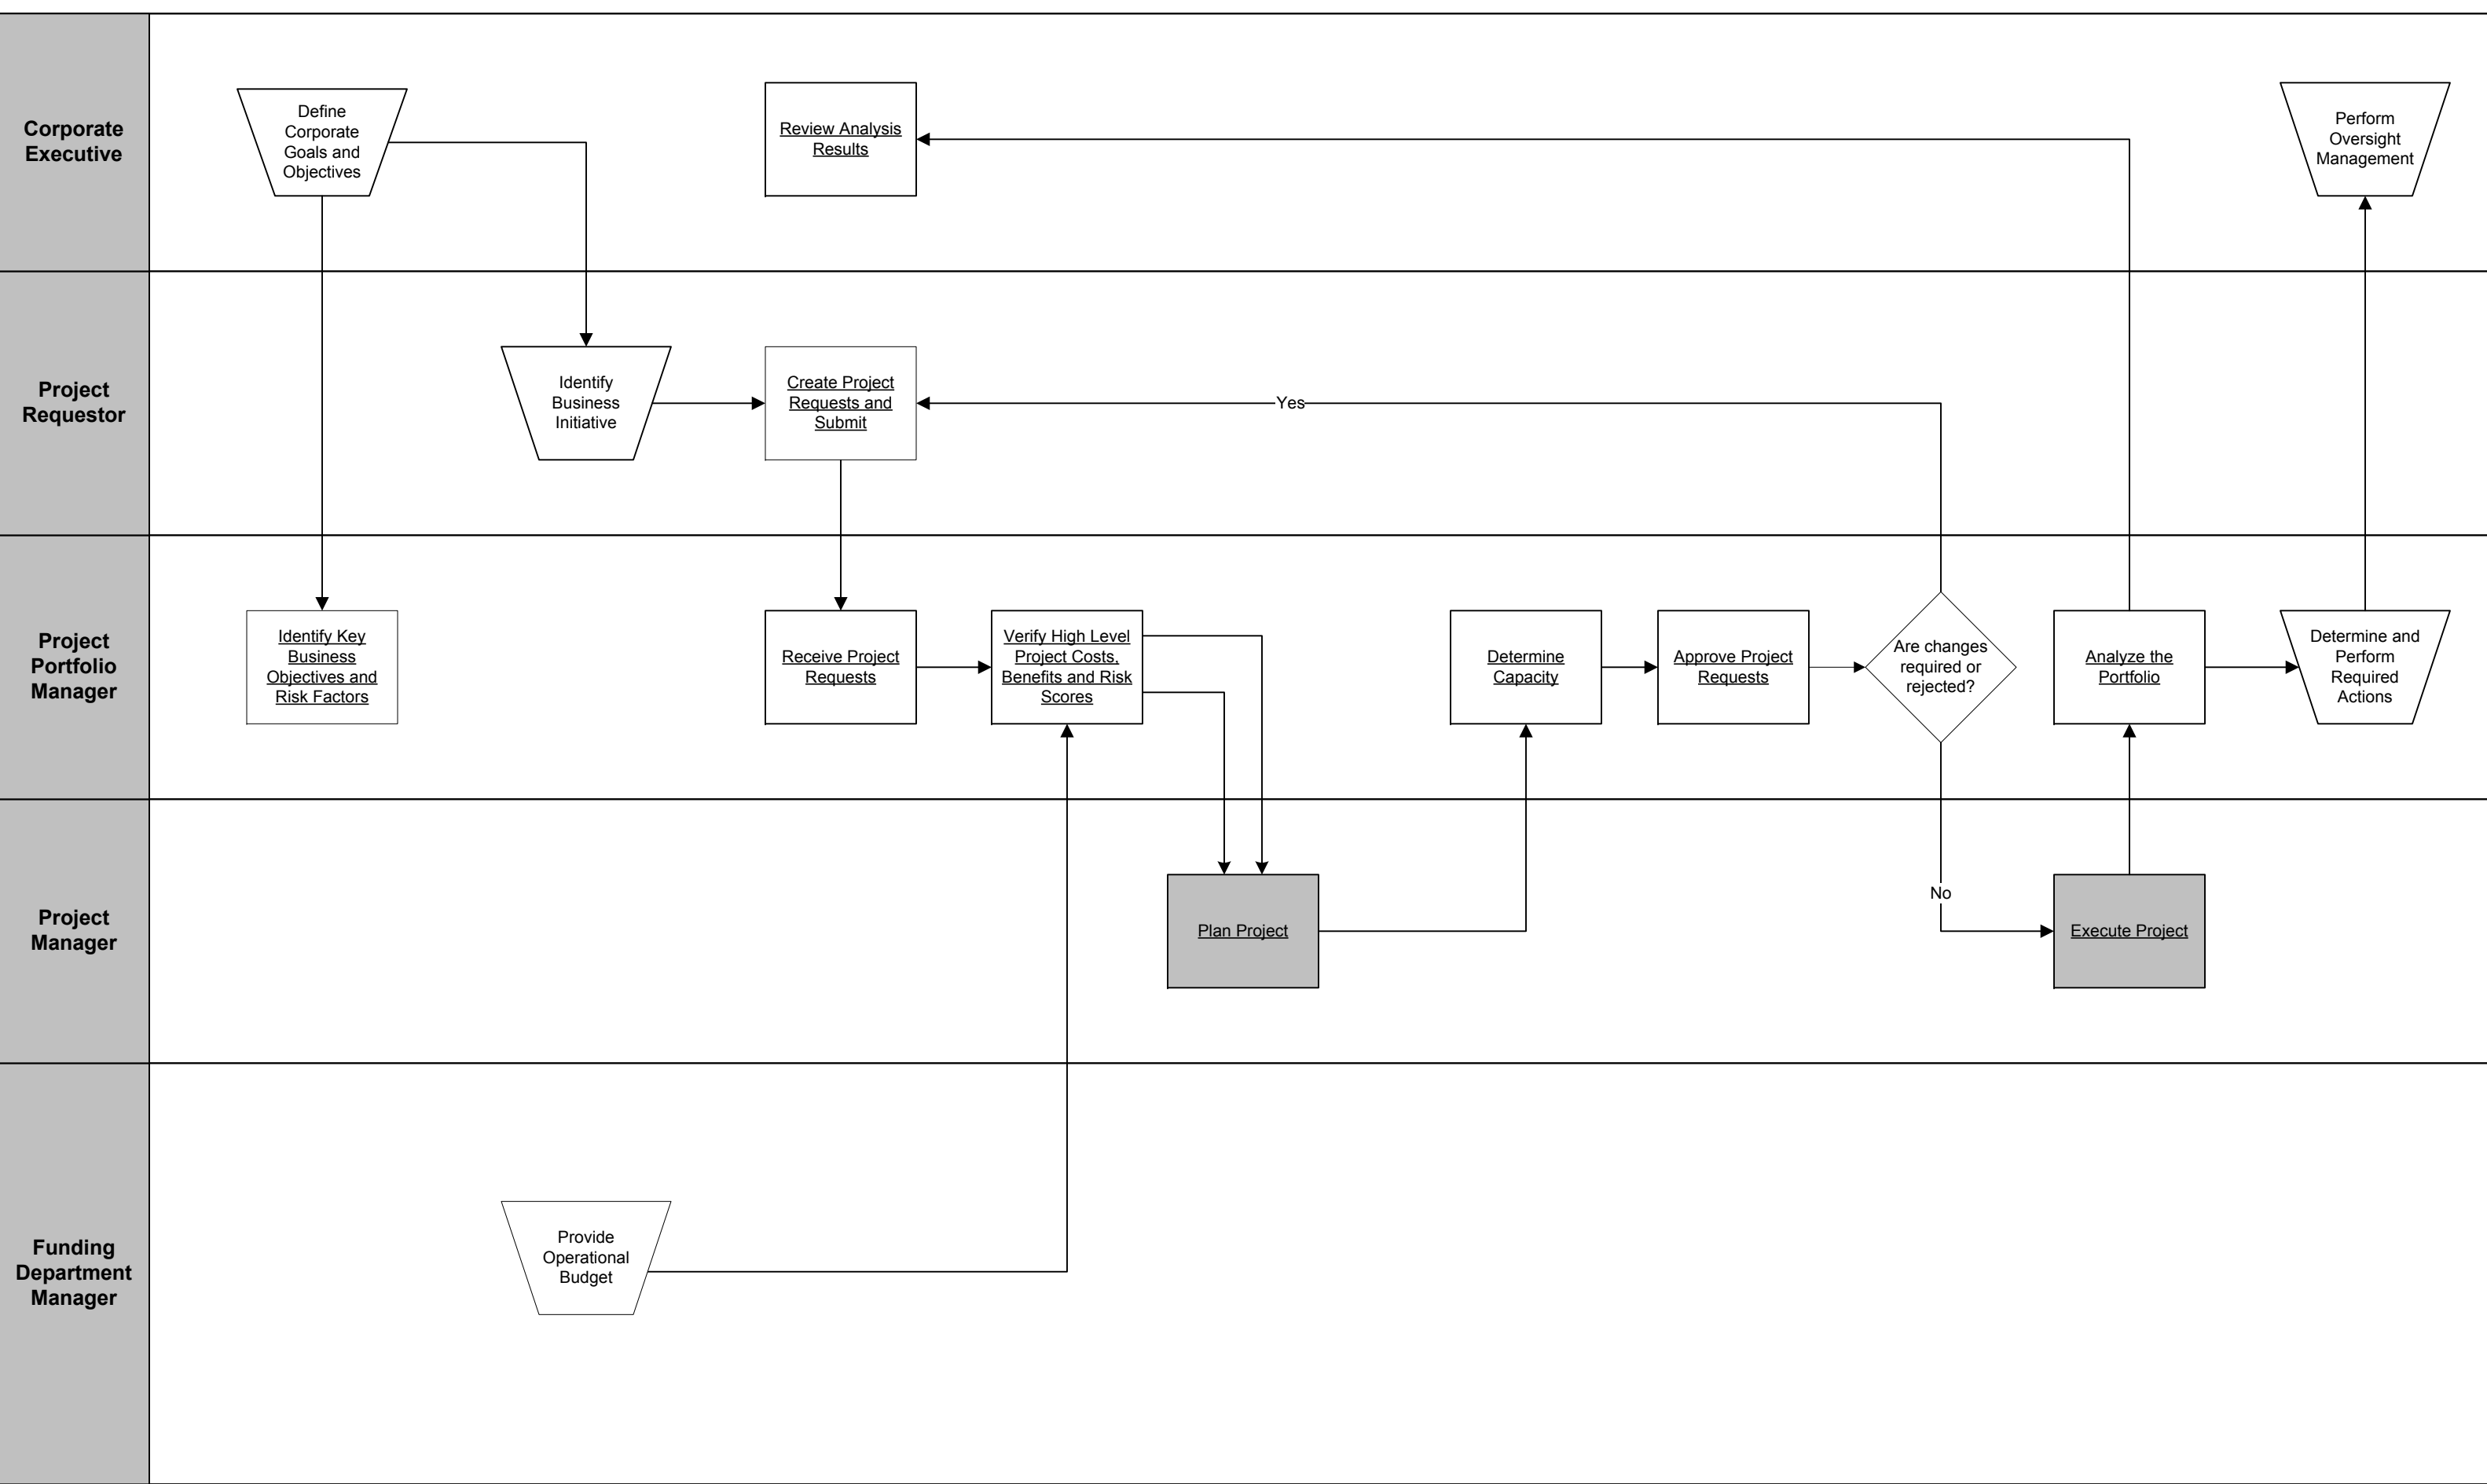 Corporate
Executive
Define
Corporate
Goals and
Objectives
Review Analysis
Results
Perform
Oversight
Management
Project
Requestor
Identify
Business
Initiative
Create Project
Requests and
Submit
Yes
Project
Portfolio
Manager
Identify Key
Business
Objectives and
Risk Factors
Receive Project
Requests
Verify High Level
Project Costs,
Benefits and Risk
Scores
Determine
Capacity
Approve Project
Requests
Are changes
required or
rejected?
Analyze the
Portfolio
Determine and
Perform
Required
Actions
Project
Manager
Plan Project
No
Execute Project
Funding
Department
Manager
Provide
Operational
Budget